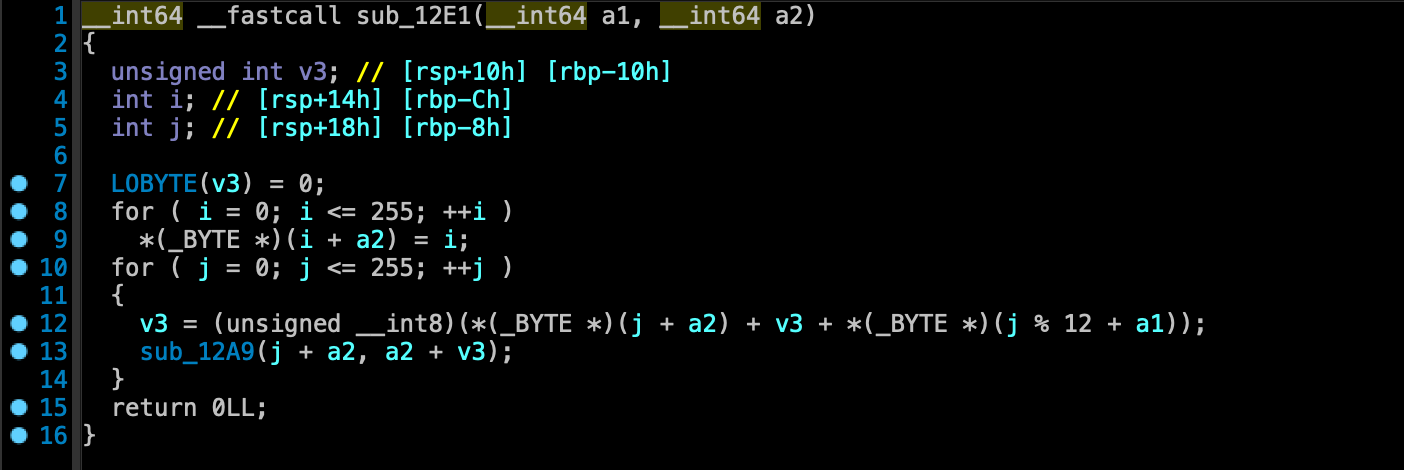 1 __int64 __fastcall sub_12E1(__int64 a1, __int64 a2)
2 {
3   unsigned int v3; // [rsp+10h] [rbp-10h]
4   int i; // [rsp+14h] [rbp-Ch]
5   int j; // [rsp+18h] [rbp-8h]
6
7   LOBYTE(v3) = 0;
8   for ( i = 0; i <= 255; ++i )
9     *(_BYTE *)(i + a2) = i;
10   for ( j = 0; j <= 255; ++j )
11   {
12     v3 = (unsigned __int8)(*(_BYTE *)(j + a2) + v3 + *(_BYTE *)(j % 12 + a1));
13     sub_12A9(j + a2, a2 + v3);
14   }
15   return 0LL;
16 }